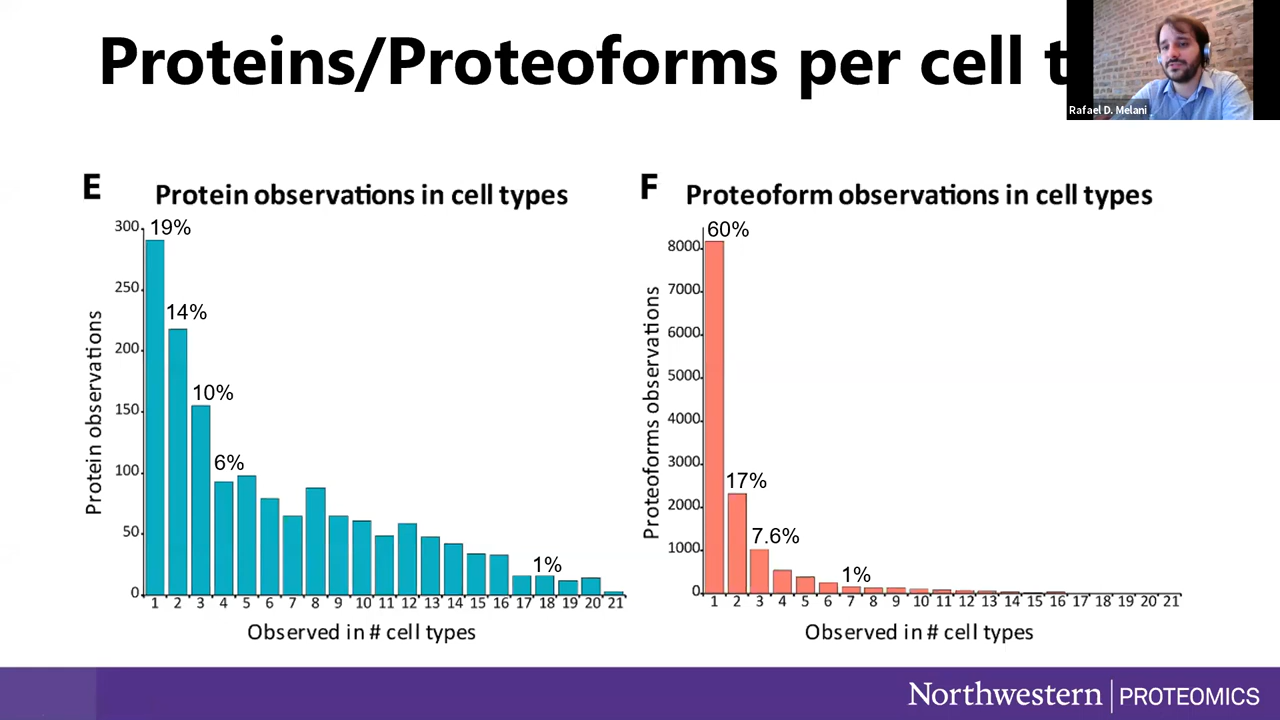 Proteins/Proteoforms per cell t
Rafael D. Melani
E
Protein observations in cell types
Protein observations
300
250
200
150
100
50
0
19%
14%
10%
6%
1%
1 2 3 4 5 6 7 8 9 10 11 12 13 14 15 16 17 18 19 20 21
Observed in # cell types
F
Proteoform observations in cell types
Proteoforms observations
8000
7000
6000
5000
4000
3000
2000
1000
0
60%
17%
7.6%
1%
1 2 3 4 5 6 7 8 9 10 11 12 13 14 15 16 17 18 19 20 21
Observed in # cell types
Northwestern | PROTEOMICS